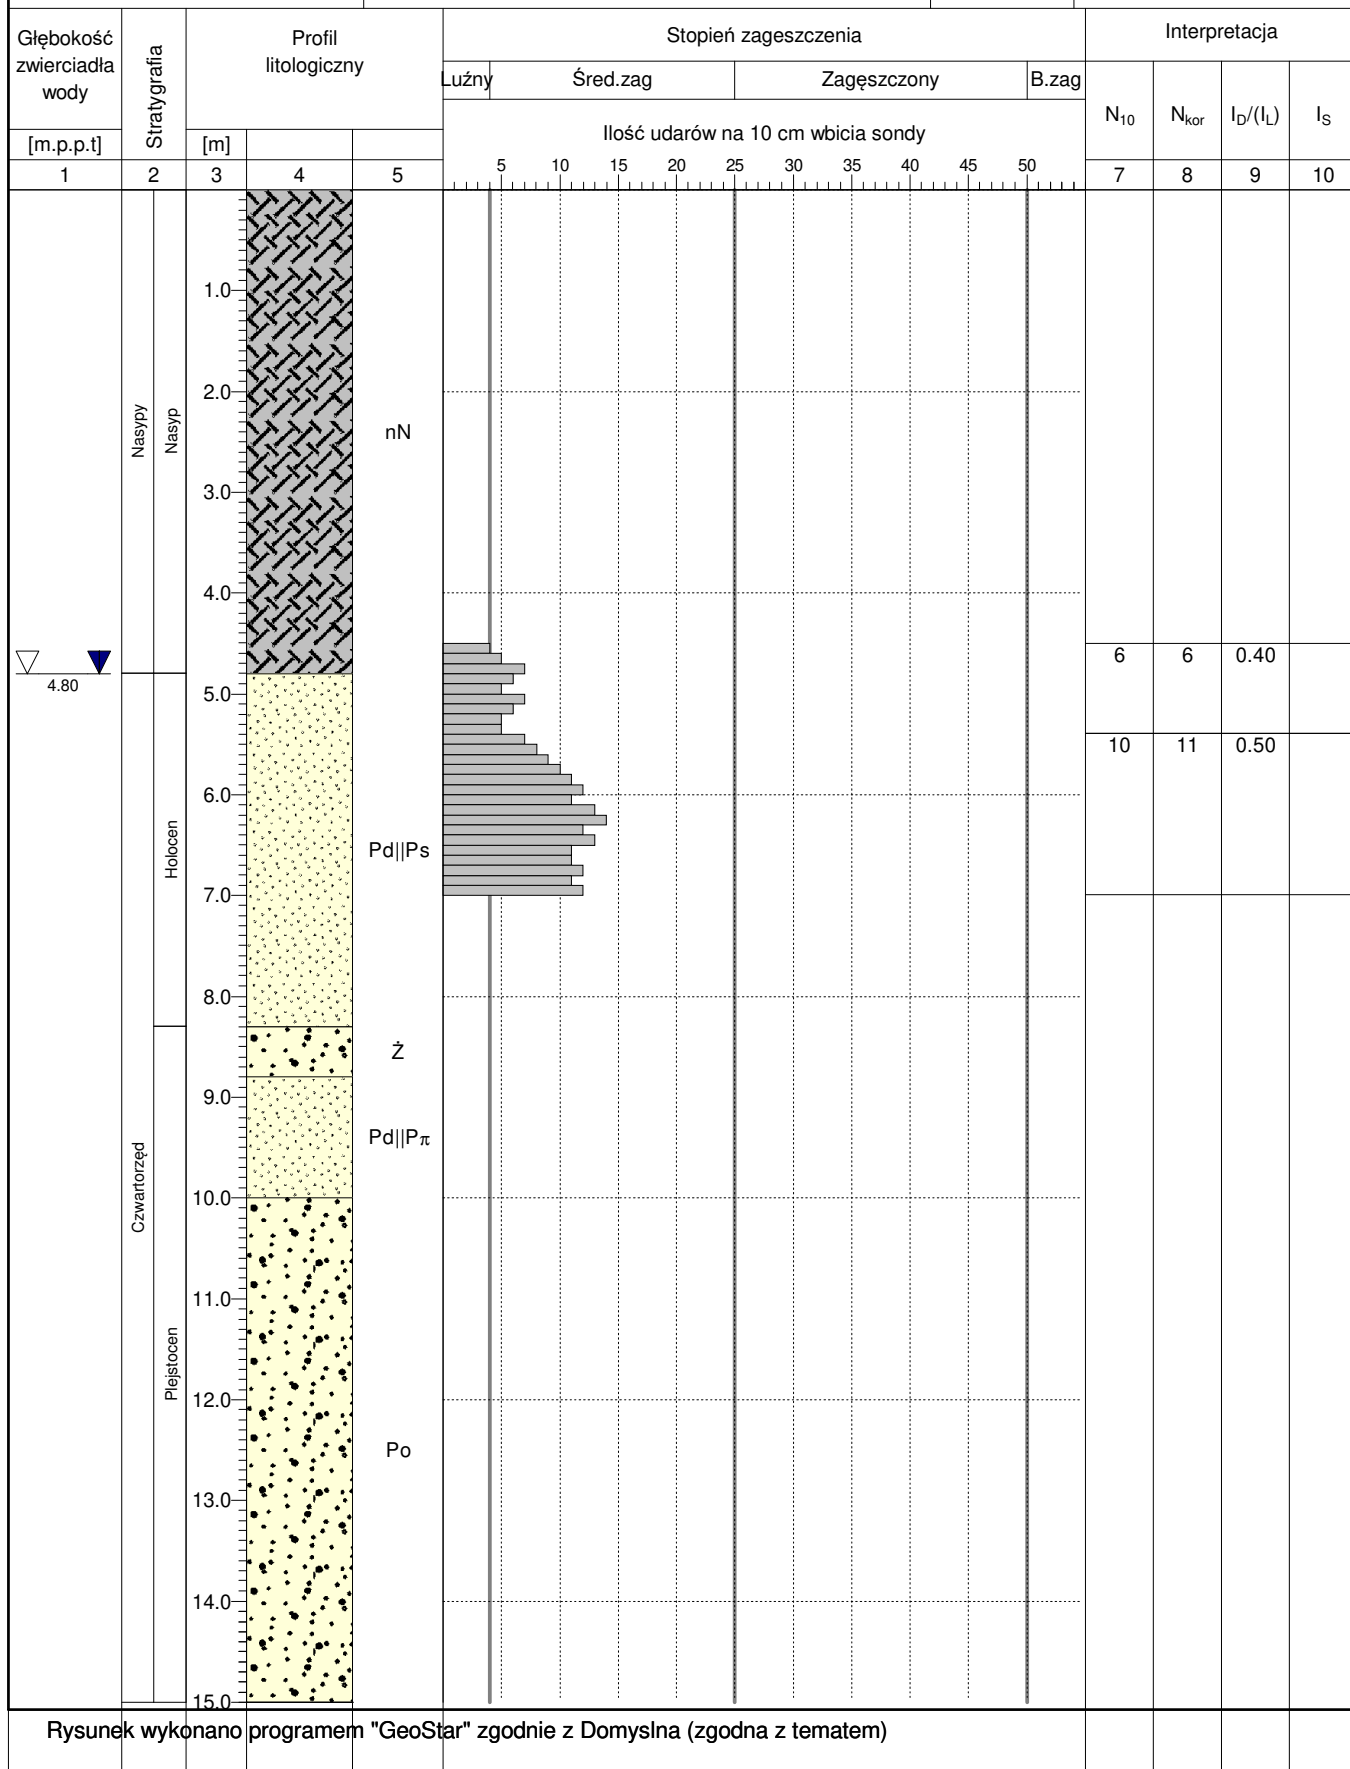 Głębokość
zwierciadła
wody
[m.p.p.t]
Stratygrafia
Profil
litologiczny
[m]
Stopień zageszczenia
Luźny Śred.zag Zagęszczony B.zag
Ilość udarów na 10 cm wbicia sondy
5 10 15 20 25 30 35 40 45 50
Interpretacja
N10 Nkor ID/(IL) IS
1 2 3 4 5 7 8 9 10
1.0
2.0
Nasypy Nasyp nN
3.0
4.0
6 6 0.40
4.80
5.0
10 11 0.50
6.0
Holocen Pd||Ps
7.0
8.0
Ż
9.0
Czwartorzęd Pd||Pπ
10.0
11.0
Plejstocen
12.0
Po
13.0
14.0
15.0
Rysunek wykonano programem "GeoStar" zgodnie z Domyslna (zgodna z tematem)